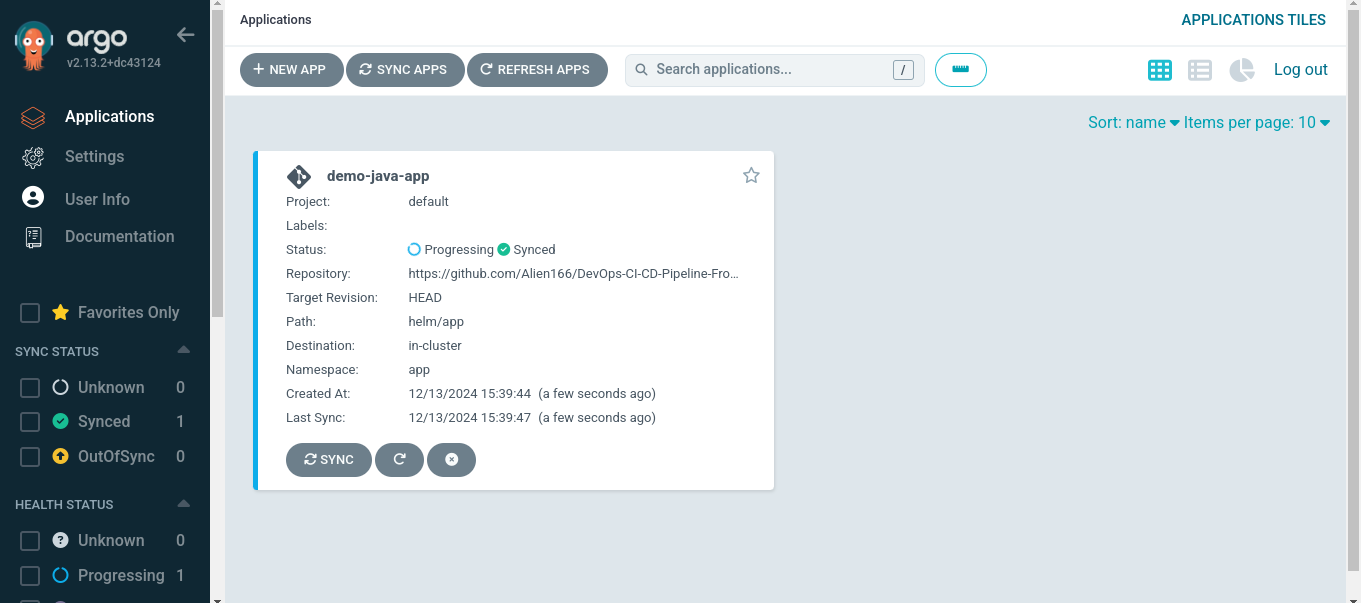 argo
v2.13.2+dc43124
Applications
Settings
User Info
Documentation
Favorites Only
SYNC STATUS
Unknown 0
Synced 1
OutOfSync 0
HEALTH STATUS
Unknown 0
Progressing 1
Applications
APPLICATIONS TILES
+ NEW APP
SYNC APPS
REFRESH APPS
Search applications...
/
Log out
Sort: name
Items per page: 10
demo-java-app
Project: default
Labels:
Status: Progressing Synced
Repository: https://github.com/Alien166/DevOps-CI-CD-Pipeline-Fro...
Target Revision: HEAD
Path: helm/app
Destination: in-cluster
Namespace: app
Created At: 12/13/2024 15:39:44 (a few seconds ago)
Last Sync: 12/13/2024 15:39:47 (a few seconds ago)
SYNC